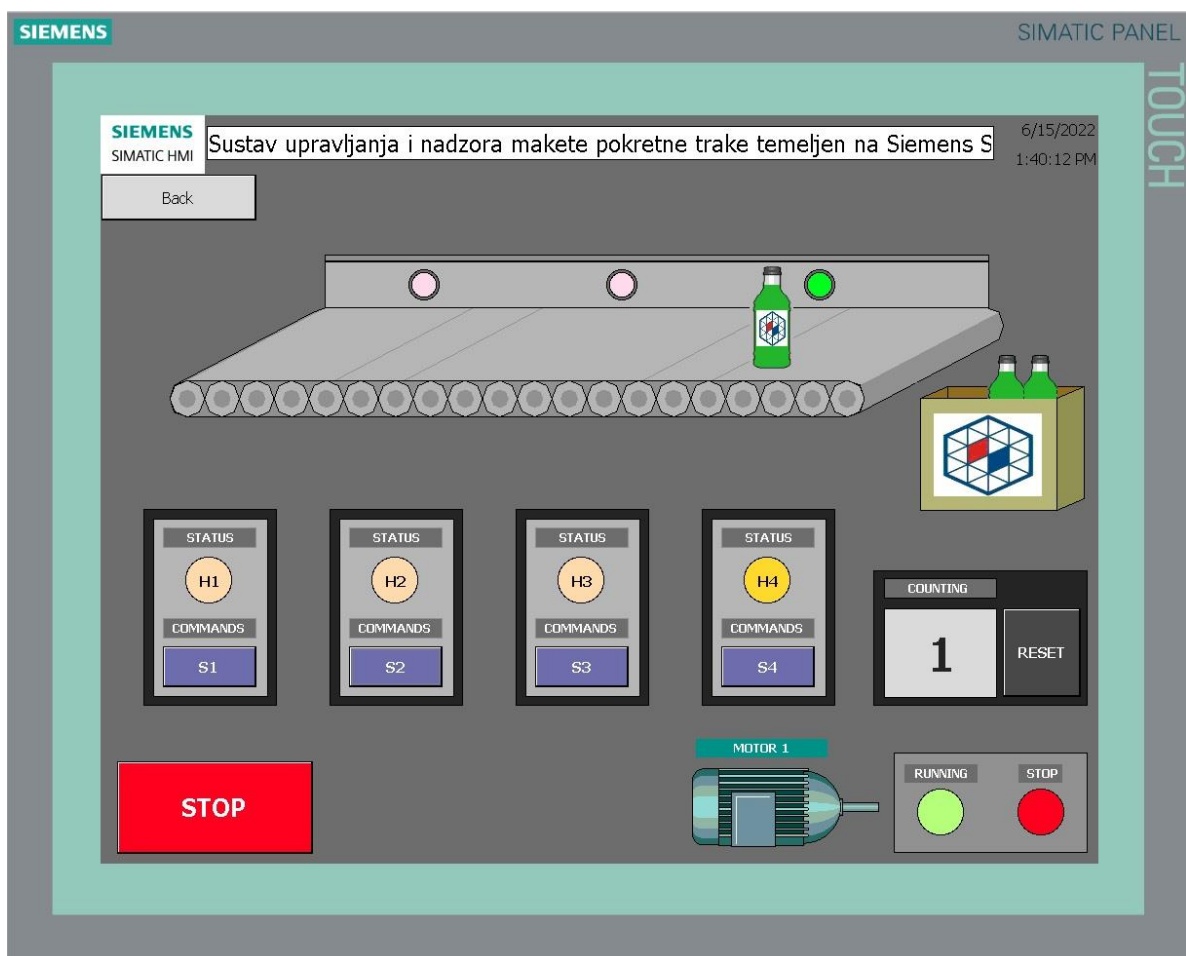 SIEMENS
SIMATIC PANEL
TOUCH
SIEMENS
SIMATIC HMI
Sustav upravljanja i nadzora makete pokretne trake temeljen na Siemens S
6/15/2022
1:40:12 PM
Back
STATUS
H1
COMMANDS
S1
STATUS
H2
COMMANDS
S2
STATUS
H3
COMMANDS
S3
STATUS
H4
COMMANDS
S4
COUNTING
1
RESET
STOP
MOTOR 1
RUNNING
STOP